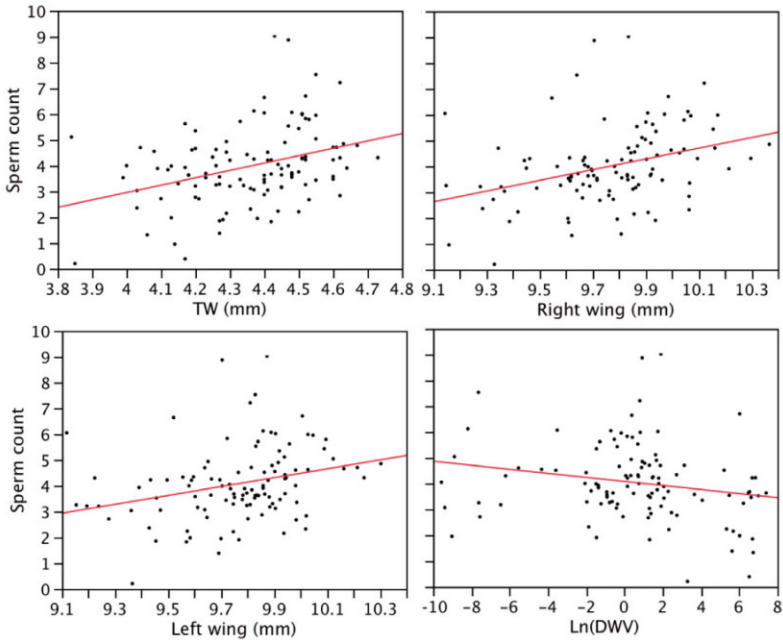 10
9
8
7
6
5
4
3
2
1
0
Sperm count
3.8 3.9 4 4.1 4.2 4.3 4.4 4.5 4.6 4.7 4.8
TW (mm)
9.1 9.3 9.5 9.7 9.9 10.1 10.3
Right wing (mm)
10
9
8
7
6
5
4
3
2
1
0
Sperm count
9.1 9.3 9.5 9.7 9.9 10.1 10.3
Left wing (mm)
-10 -8 -6 -4 -2 0 2 4 6 8
Ln(DWV)